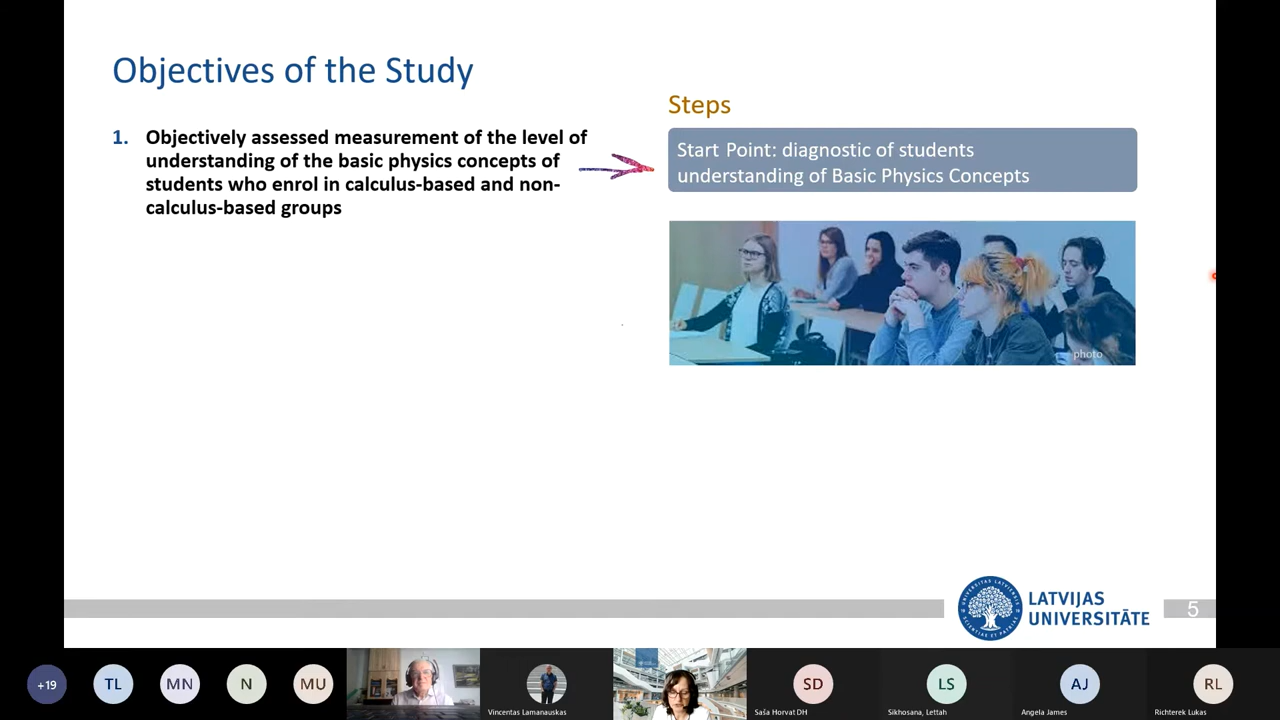 Objectives of the Study
1. Objectively assessed measurement of the level of
understanding of the basic physics concepts of
students who enrol in calculus-based and non-
calculus-based groups
Steps
Start Point: diagnostic of students
understanding of Basic Physics Concepts
photo
LATVIJAS
UNIVERSITĀTE
5
+19
TL
MN
N
MU
Vincentas Lamanauskas
SD
Saša Horvat DH
LS
Sikhosana, Lettah
AJ
Angela James
RL
Richterek Lukas